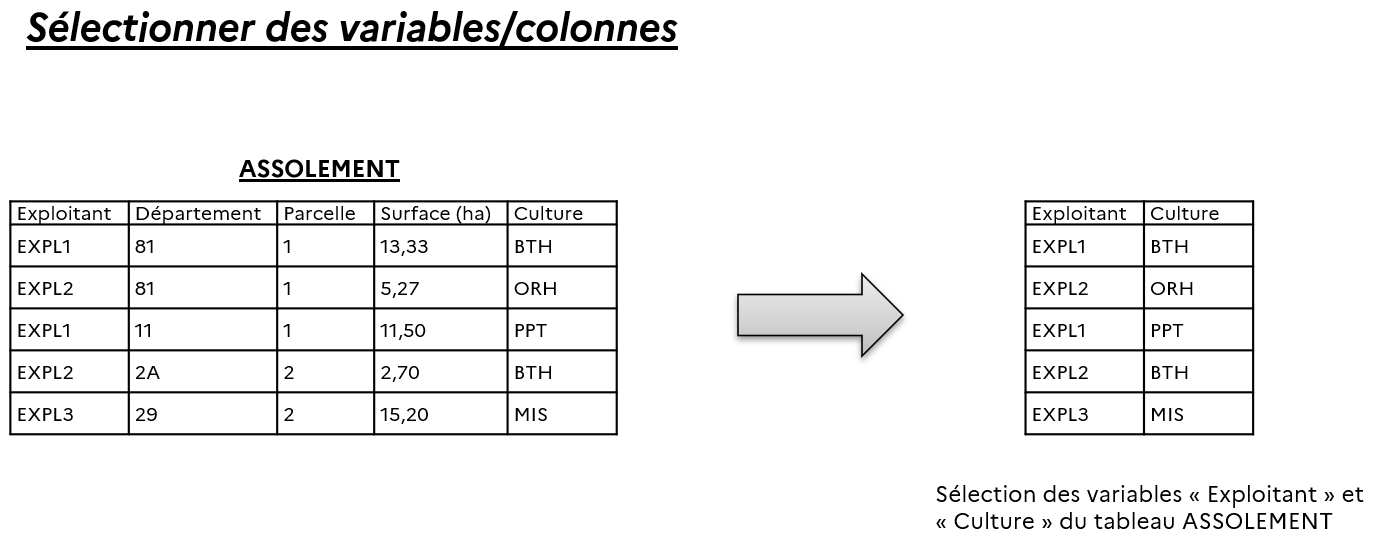 Sélectionner des variables/colonnes
ASSOLEMENT
Exploitant Département Parcelle Surface (ha) Culture
EXPL1 81 1 13,33 BTH
EXPL2 81 1 5,27 ORH
EXPL1 11 1 11,50 PPT
EXPL2 2A 2 2,70 BTH
EXPL3 29 2 15,20 MIS
Exploitant Culture
EXPL1 BTH
EXPL2 ORH
EXPL1 PPT
EXPL2 BTH
EXPL3 MIS
Sélection des variables « Exploitant » et
« Culture » du tableau ASSOLEMENT